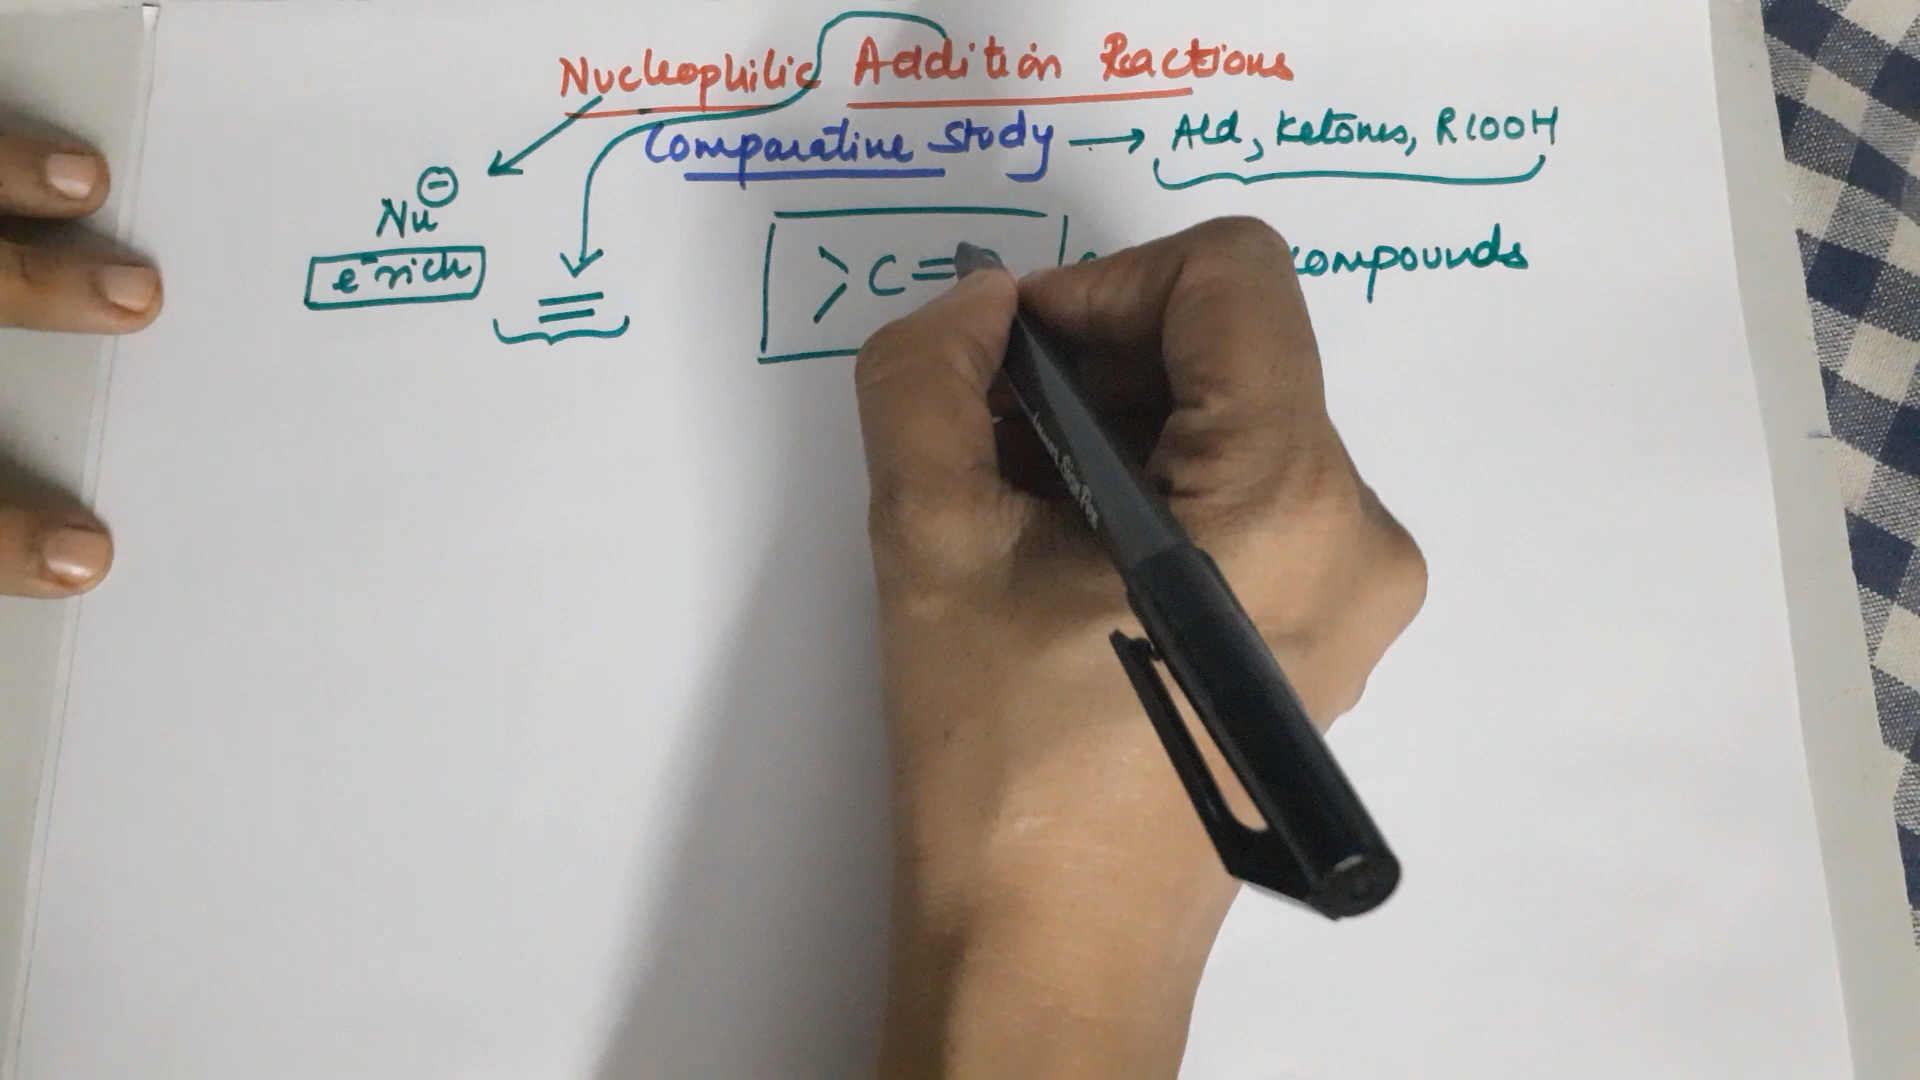 Nucleophilic Addition Reactions
Comparative Study → Ald, Ketones, RCOOH
Nu⊖
e⁻ rich
>C=
compounds